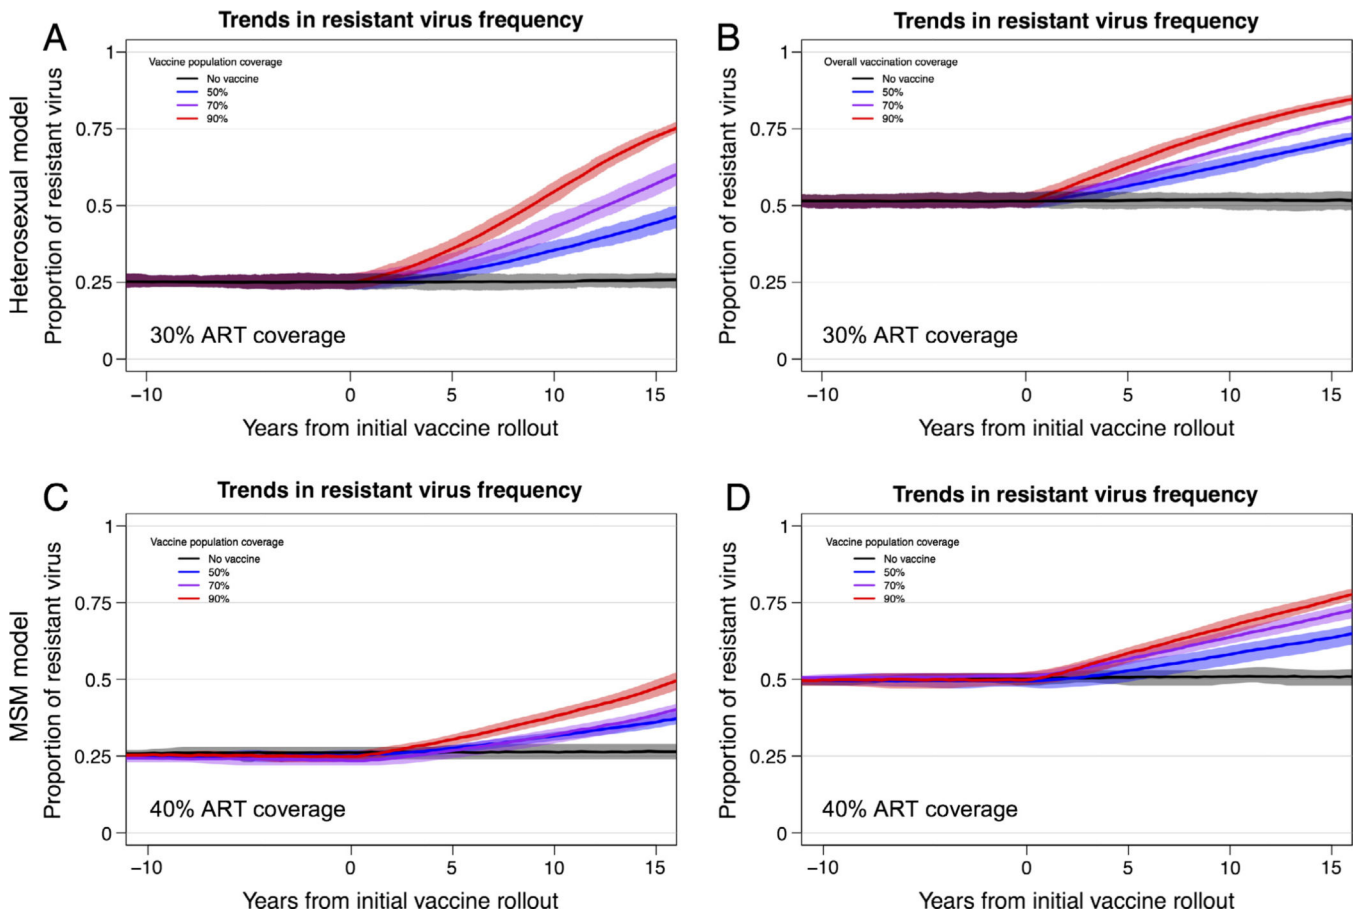 A
Trends in resistant virus frequency
Heterosexual model
Proportion of resistant virus
1
0.75
0.5
0.25
0
Vaccine population coverage
No vaccine
50%
70%
90%
30% ART coverage
−10
0
5
10
15
Years from initial vaccine rollout
B
Trends in resistant virus frequency
Proportion of resistant virus
1
0.75
0.5
0.25
0
Overall vaccination coverage
No vaccine
50%
70%
90%
30% ART coverage
−10
0
5
10
15
Years from initial vaccine rollout
C
Trends in resistant virus frequency
MSM model
Proportion of resistant virus
1
0.75
0.5
0.25
0
Vaccine population coverage
No vaccine
50%
70%
90%
40% ART coverage
−10
0
5
10
15
Years from initial vaccine rollout
D
Trends in resistant virus frequency
Proportion of resistant virus
1
0.75
0.5
0.25
0
Vaccine population coverage
No vaccine
50%
70%
90%
40% ART coverage
−10
0
5
10
15
Years from initial vaccine rollout